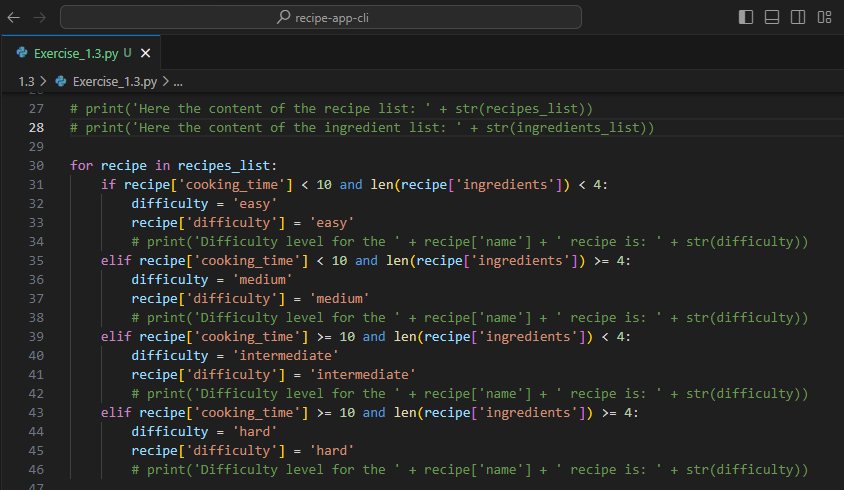 recipe-app-cli
Exercise_1.3.py U
1.3 > Exercise_1.3.py > ...
27 # print('Here the content of the recipe list: ' + str(recipes_list))
28 # print('Here the content of the ingredient list: ' + str(ingredients_list))
29
30 for recipe in recipes_list:
31 if recipe['cooking_time'] < 10 and len(recipe['ingredients']) < 4:
32 difficulty = 'easy'
33 recipe['difficulty'] = 'easy'
34 # print('Difficulty level for the ' + recipe['name'] + ' recipe is: ' + str(difficulty))
35 elif recipe['cooking_time'] < 10 and len(recipe['ingredients']) >= 4:
36 difficulty = 'medium'
37 recipe['difficulty'] = 'medium'
38 # print('Difficulty level for the ' + recipe['name'] + ' recipe is: ' + str(difficulty))
39 elif recipe['cooking_time'] >= 10 and len(recipe['ingredients']) < 4:
40 difficulty = 'intermediate'
41 recipe['difficulty'] = 'intermediate'
42 # print('Difficulty level for the ' + recipe['name'] + ' recipe is: ' + str(difficulty))
43 elif recipe['cooking_time'] >= 10 and len(recipe['ingredients']) >= 4:
44 difficulty = 'hard'
45 recipe['difficulty'] = 'hard'
46 # print('Difficulty level for the ' + recipe['name'] + ' recipe is: ' + str(difficulty))
47